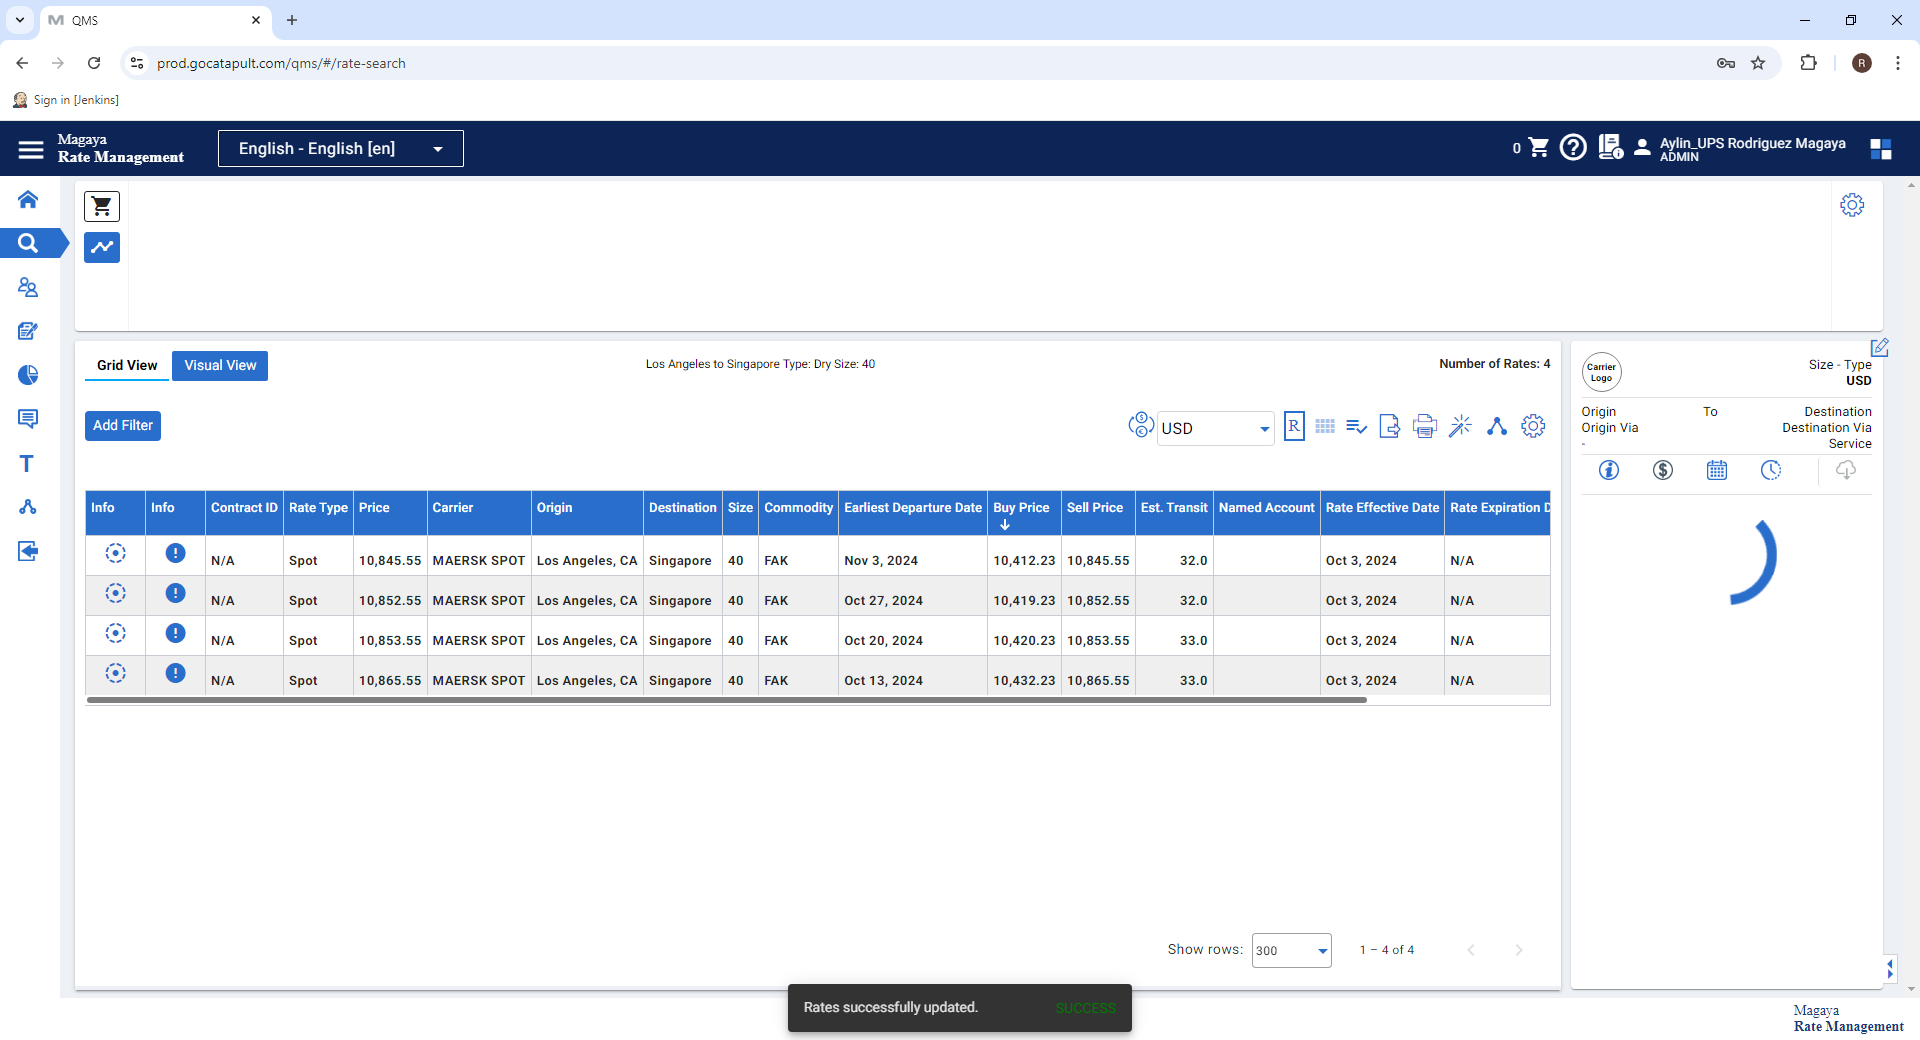 QMS
prod.gocatapult.com/qms/#/rate-search
R
Sign in [Jenkins]
Magaya
Rate Management
English - English [en]
0
Aylin_UPS Rodriguez Magaya
ADMIN
Grid View
Visual View
Los Angeles to Singapore Type: Dry Size: 40
Number of Rates: 4
Add Filter
USD
R
Info Info Contract ID Rate Type Price Carrier Origin Destination Size Commodity Earliest Departure Date Buy Price Sell Price Est. Transit Named Account Rate Effective Date Rate Expiration D
N/A Spot 10,845.55 MAERSK SPOT Los Angeles, CA Singapore 40 FAK Nov 3, 2024 10,412.23 10,845.55 32.0 Oct 3, 2024 N/A
N/A Spot 10,852.55 MAERSK SPOT Los Angeles, CA Singapore 40 FAK Oct 27, 2024 10,419.23 10,852.55 32.0 Oct 3, 2024 N/A
N/A Spot 10,853.55 MAERSK SPOT Los Angeles, CA Singapore 40 FAK Oct 20, 2024 10,420.23 10,853.55 33.0 Oct 3, 2024 N/A
N/A Spot 10,865.55 MAERSK SPOT Los Angeles, CA Singapore 40 FAK Oct 13, 2024 10,432.23 10,865.55 33.0 Oct 3, 2024 N/A
Show rows: 300 1 – 4 of 4
Carrier
Logo
Size - Type
USD
Origin To Destination
Origin Via Destination Via
- Service
Rates successfully updated. SUCCESS
Magaya
Rate Management